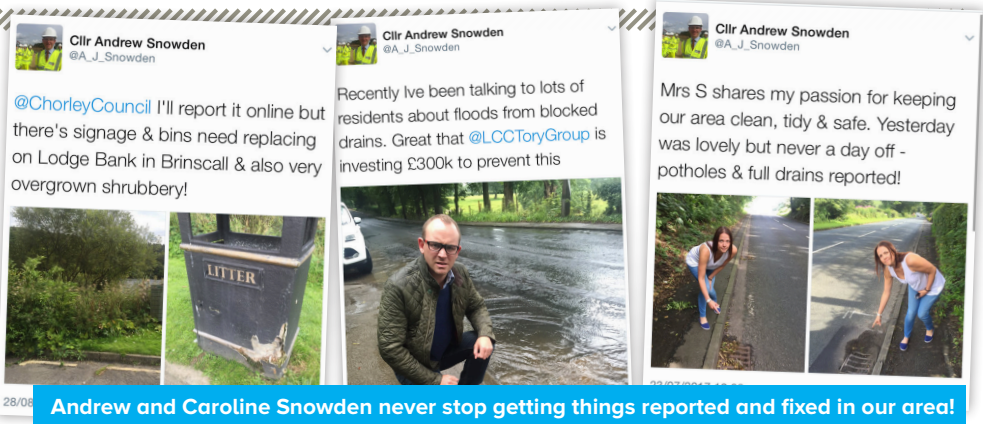 Cllr Andrew Snowden
@A_J_Snowden
@ChorleyCouncil I'll report it online but
there's signage & bins need replacing
on Lodge Bank in Brinscall & also very
overgrown shrubbery!
LITTER
28/08
Cllr Andrew Snowden
@A_J_Snowden
Recently Ive been talking to lots of
residents about floods from blocked
drains. Great that @LCCToryGroup is
investing £300k to prevent this
Cllr Andrew Snowden
@A_J_Snowden
Mrs S shares my passion for keeping
our area clean, tidy & safe. Yesterday
was lovely but never a day off -
potholes & full drains reported!
Andrew and Caroline Snowden never stop getting things reported and fixed in our area!